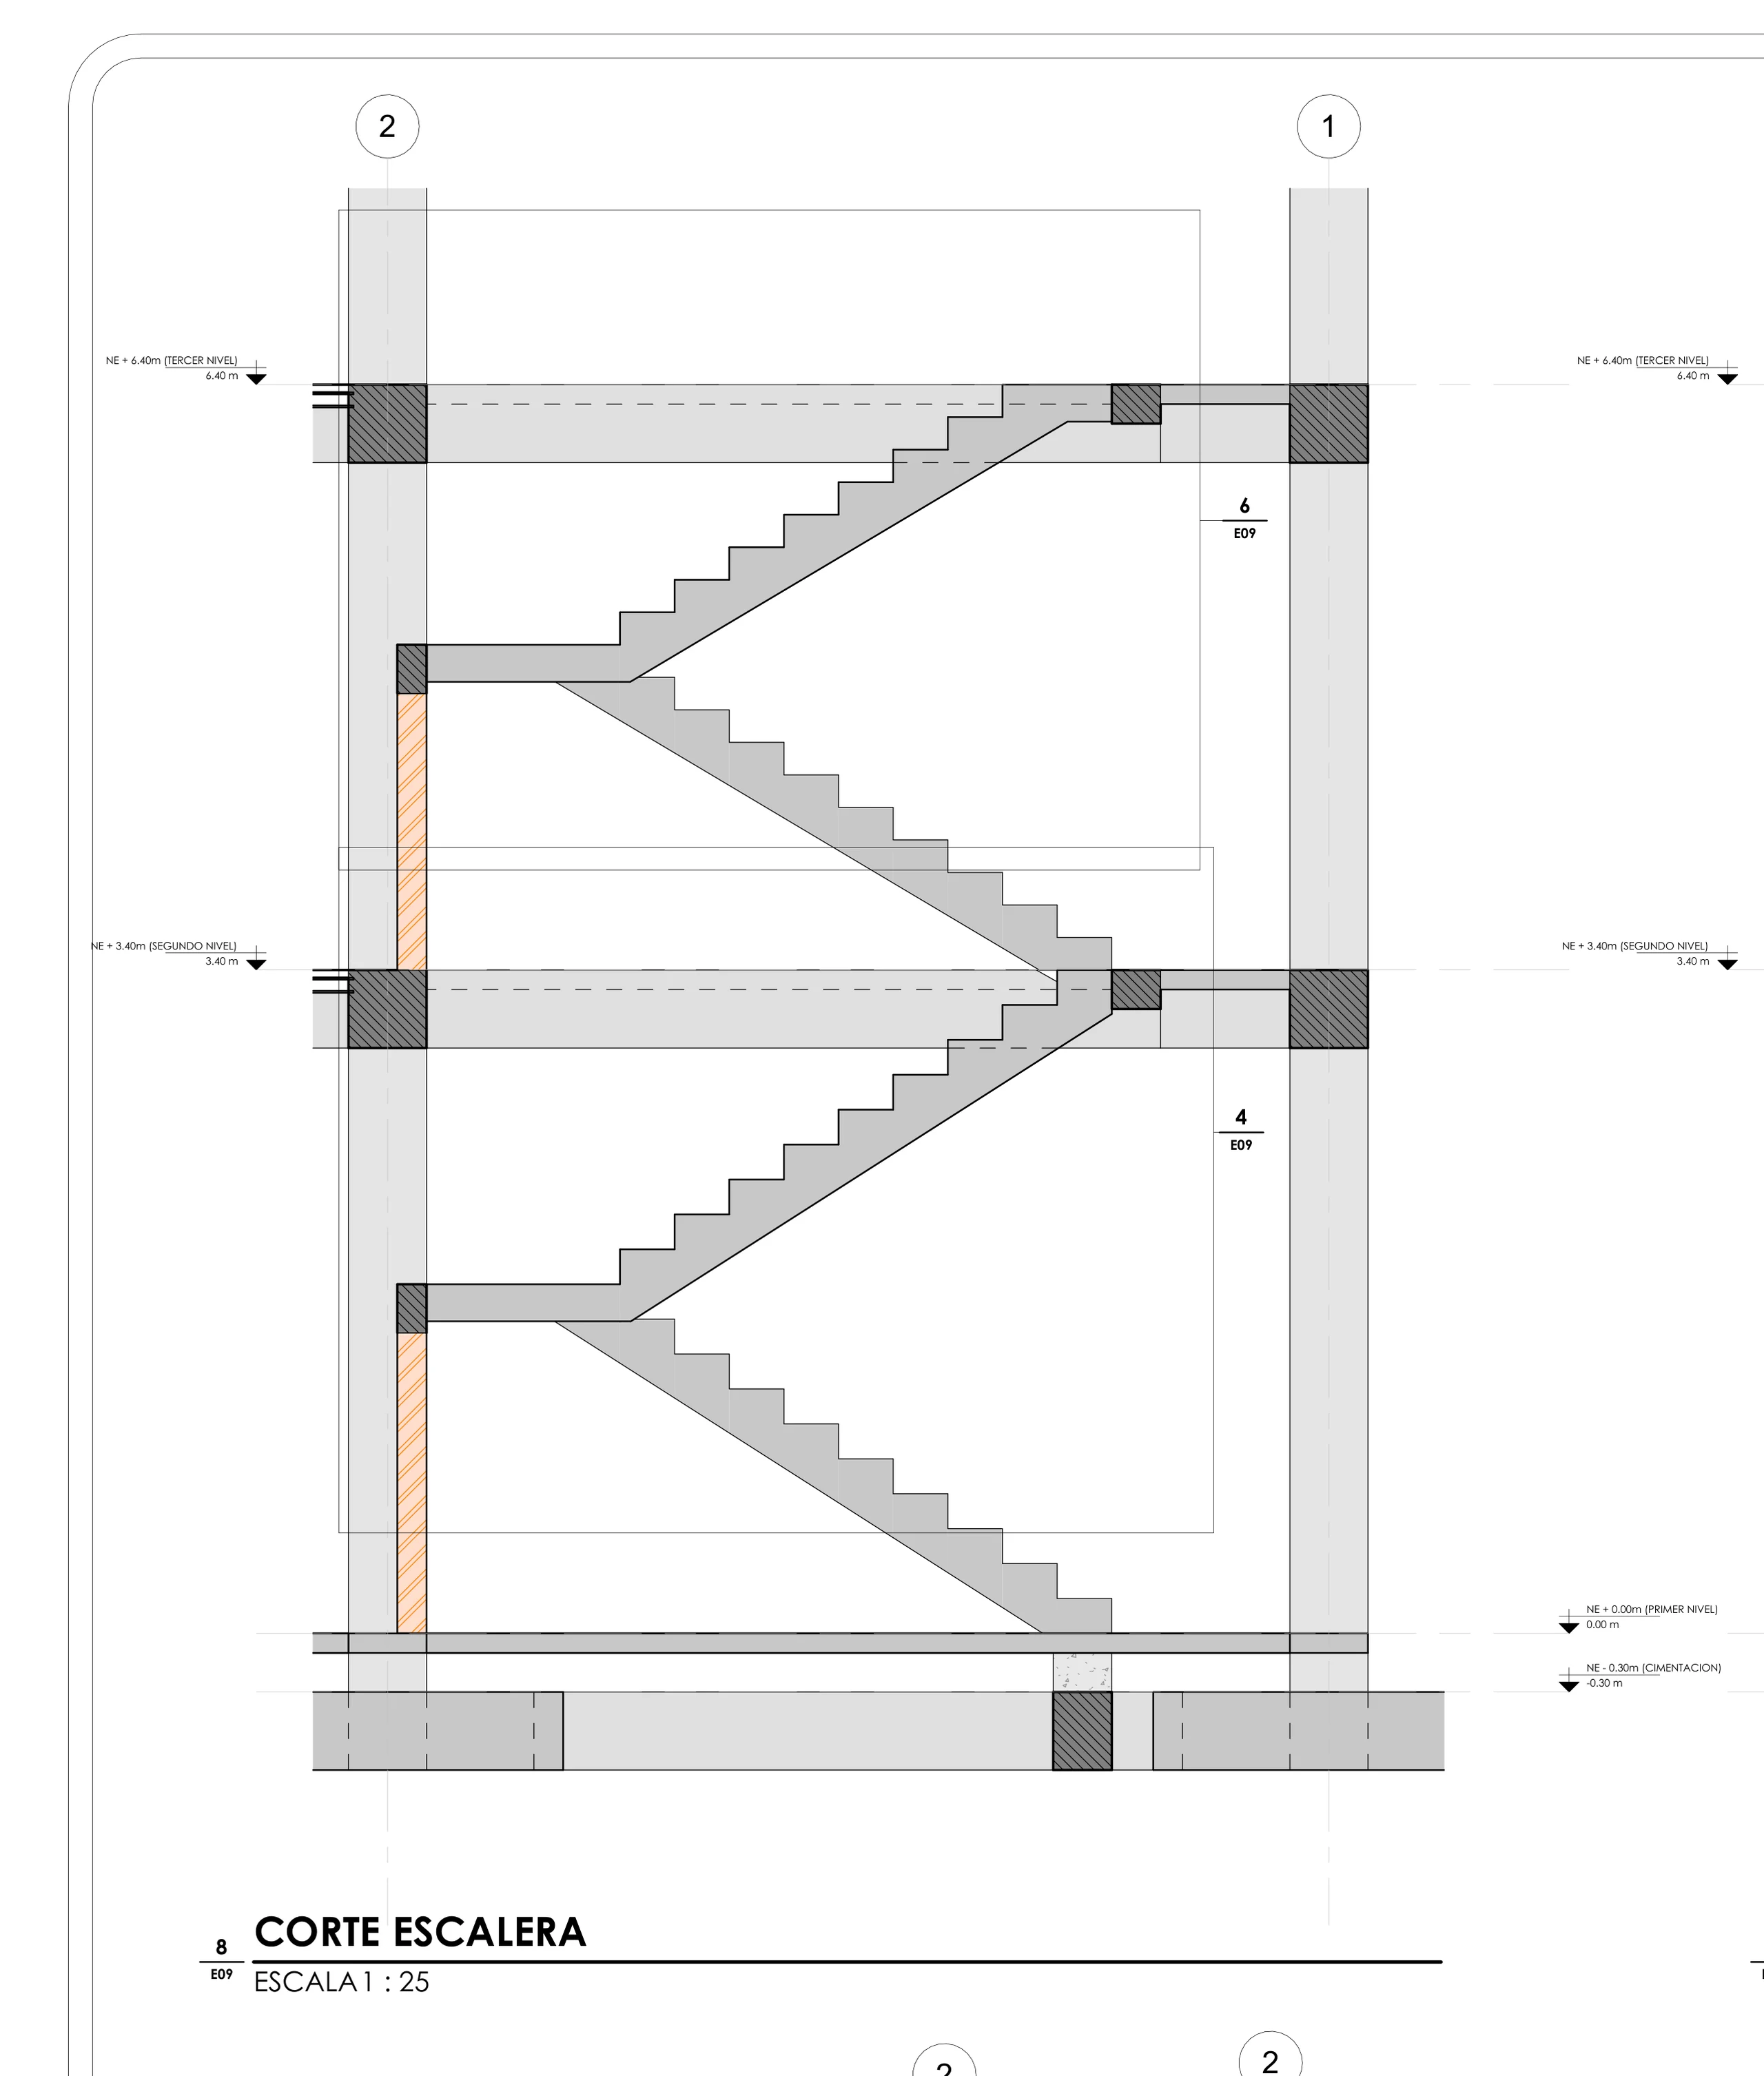 2
1
NE + 6.40m (TERCER NIVEL)
6.40 m
NE + 6.40m (TERCER NIVEL)
6.40 m
6
E09
NE + 3.40m (SEGUNDO NIVEL)
3.40 m
NE + 3.40m (SEGUNDO NIVEL)
3.40 m
4
E09
NE + 0.00m (PRIMER NIVEL)
0.00 m
NE - 0.30m (CIMENTACION)
-0.30 m
8
E09
CORTE ESCALERA
ESCALA 1 : 25
2
2